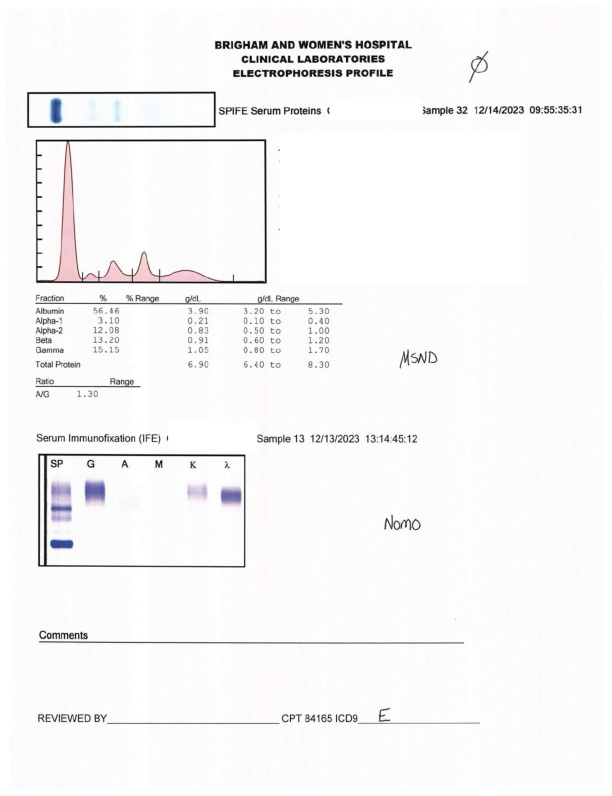 BRIGHAM AND WOMEN'S HOSPITAL
CLINICAL LABORATORIES
ELECTROPHORESIS PROFILE
Ø
SPIFE Serum Proteins Sample 32 12/14/2023 09:55:35:31
Fraction % % Range g/dL g/dL Range
Albumin 56.46 3.90 3.20 to 5.30
Alpha-1 3.10 0.21 0.10 to 0.40
Alpha-2 12.08 0.83 0.50 to 1.00
Beta 13.20 0.91 0.60 to 1.20
Gamma 15.15 1.05 0.80 to 1.70
Total Protein 6.90 6.40 to 8.30
MSND
Ratio Range
A/G 1.30
Serum Immunofixation (IFE) Sample 13 12/13/2023 13:14:45:12
SP G A M K λ
Nomo
Comments
REVIEWED BY CPT 84165 ICD9 E